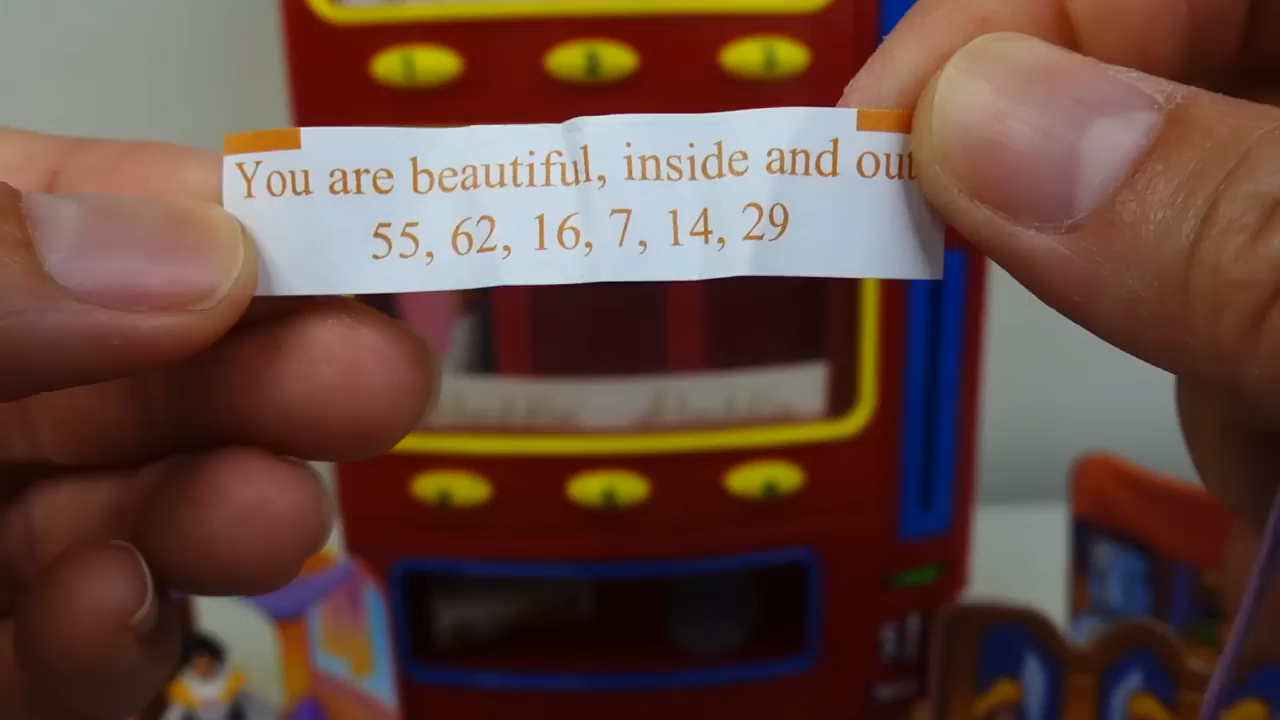 You are beautiful, inside and out
55, 62, 16, 7, 14, 29